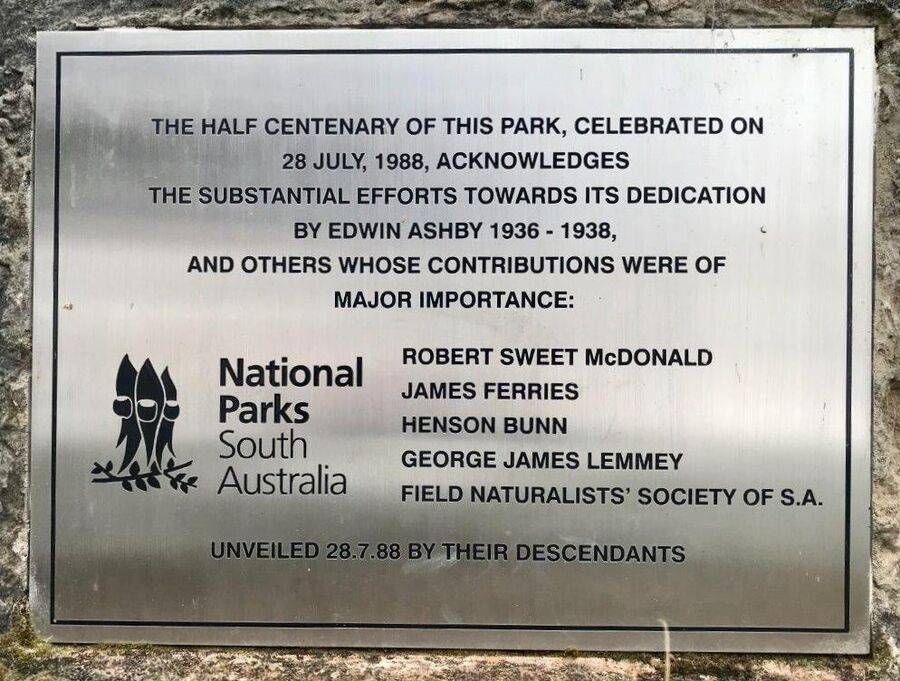 THE HALF CENTENARY OF THIS PARK, CELEBRATED ON
28 JULY, 1988, ACKNOWLEDGES
THE SUBSTANTIAL EFFORTS TOWARDS ITS DEDICATION
BY EDWIN ASHBY 1936 - 1938,
AND OTHERS WHOSE CONTRIBUTIONS WERE OF
MAJOR IMPORTANCE:
National
Parks
South
Australia
ROBERT SWEET McDONALD
JAMES FERRIES
HENSON BUNN
GEORGE JAMES LEMMEY
FIELD NATURALISTS' SOCIETY OF S.A.
UNVEILED 28.7.88 BY THEIR DESCENDANTS